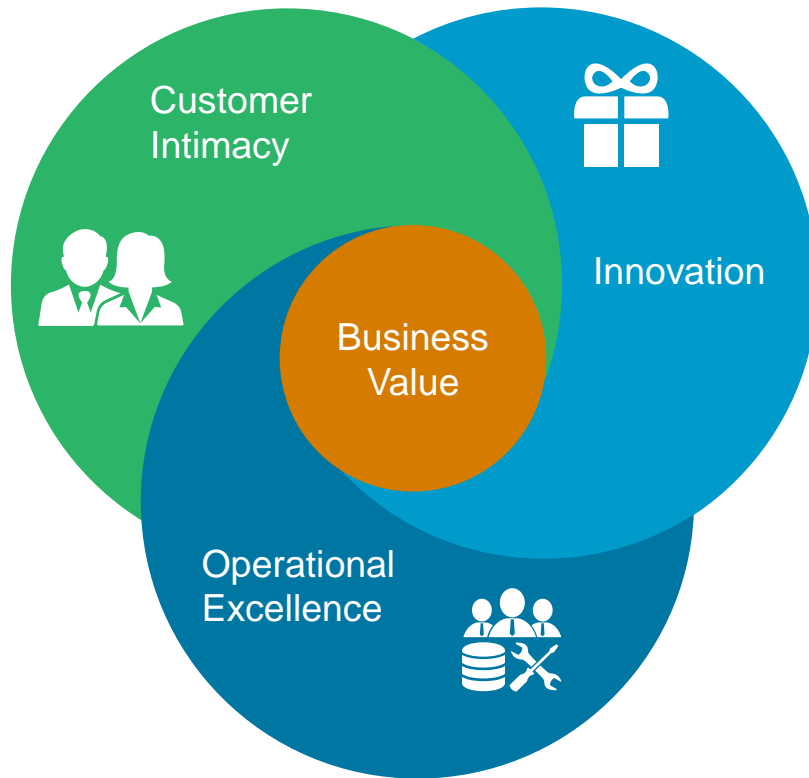 Customer
Intimacy
Innovation
Business
Value
Operational
Excellence